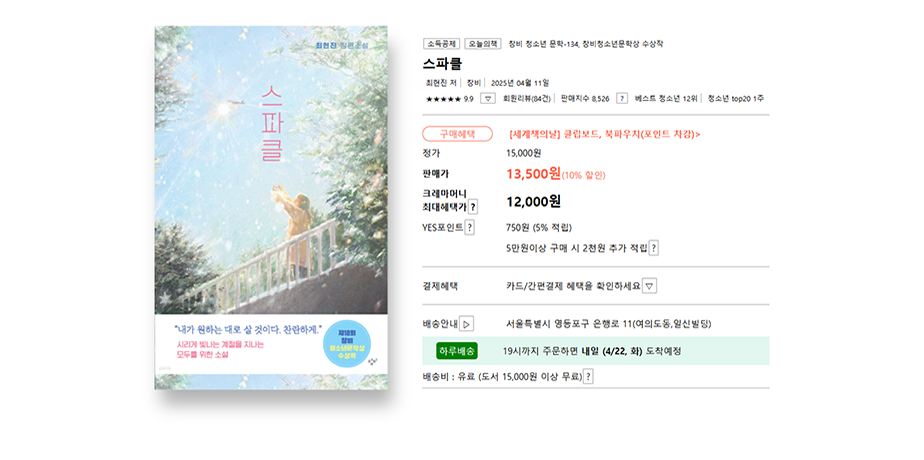 최현진 장편소설
스파클
"내가 원하는 대로 살 것이다. 찬란하게."
시리게 빛나는 계절을 지나는
모두를 위한 소설
제18회
창비
청소년문학상
수상작
소득공제 오늘의책 창비 청소년 문학-134, 창비청소년문학상 수상작
스파클
최현진 저 창비 2025년 04월 11일
★★★★★ 9.9 ▽ 회원리뷰(84건) 판매지수 8,526 ? 베스트 청소년 12위 청소년 top20 1주
구매혜택 [세계책의날] 클립보드, 북파우치(포인트 차감)>
정가 15,000원
판매가 13,500원(10% 할인)
크레마머니
최대혜택가? 12,000원
YES포인트? 750원 (5% 적립)
5만원이상 구매 시 2천원 추가 적립?
결제혜택 카드/간편결제 혜택을 확인하세요▽
배송안내▷ 서울특별시 영등포구 은행로 11(여의도동,일신빌딩)
하루배송 19시까지 주문하면 내일 (4/22, 화) 도착예정
배송비 : 유료 (도서 15,000원 이상 무료)?